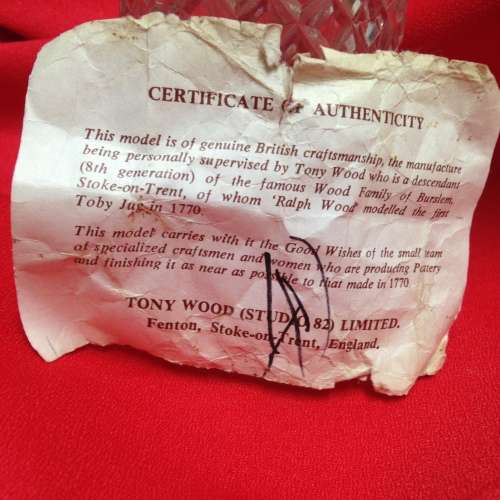 CERTIFICATE OF AUTHENTICITY
This model is of genuine British craftsmanship, the manufacture
being personally supervised by Tony Wood who is a descendant
(8th generation) of the famous Wood Family of Burslem,
Stoke-on-Trent, of whom 'Ralph Wood' modelled the first
Toby Jug in 1770.
This model carries with it the Good Wishes of the small team
of specialized craftsmen and women who are producing Pottery
and finishing it as near as possible to that made in 1770
TONY WOOD (STUDIO 82) LIMITED.
Fenton, Stoke-on-Trent, England.